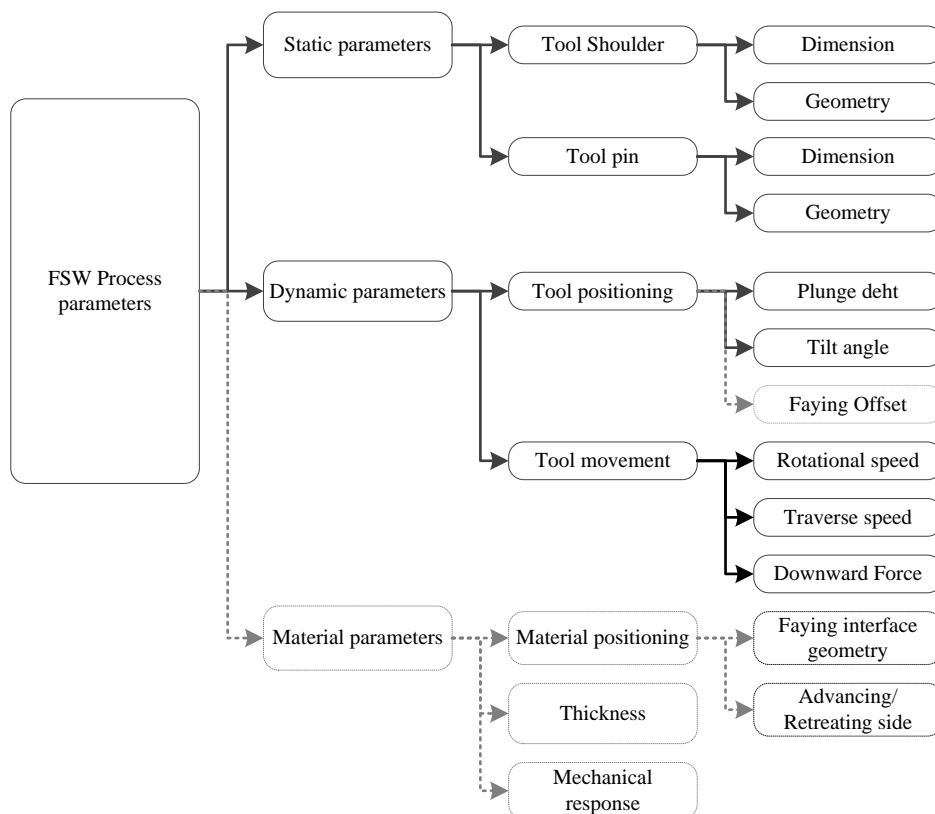 Static parameters
Tool Shoulder
Dimension
Geometry
Tool pin
Dimension
Geometry
FSW Process
parameters
Dynamic parameters
Tool positioning
Plunge deht
Tilt angle
Faying Offset
Tool movement
Rotational speed
Traverse speed
Downward Force
Material parameters
Material positioning
Faying interface
geometry
Advancing/
Retreating side
Thickness
Mechanical
response